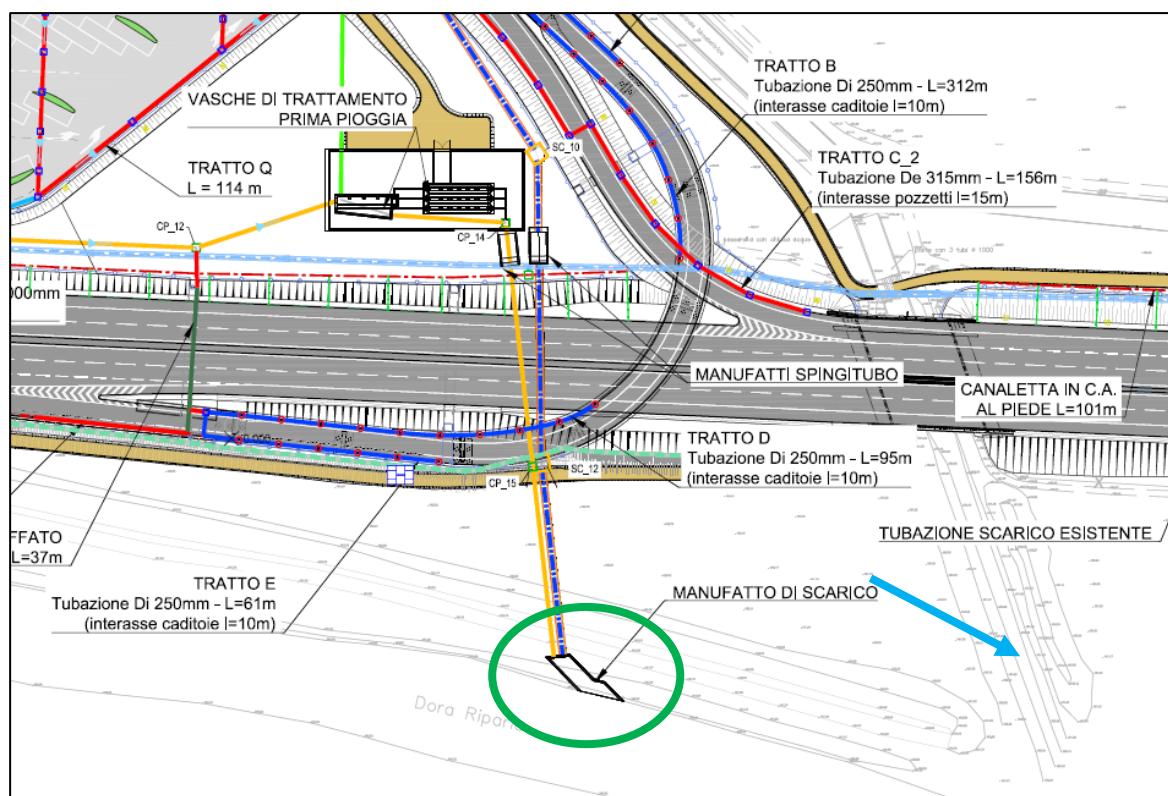 TRATTO B
Tubazione Di 250mm - L=312m
(interasse caditoie l=10m)
VASCHE DI TRATTAMENTO
PRIMA PIOGGIA
SC_10
TRATTO Q
L = 114 m
TRATTO C_2
Tubazione De 315mm - L=156m
(interasse pozzetti l=15m)
CP_12
CP_14
000mm
MANUFATTI SPINGITUBO
CANALETTA IN C.A.
AL PIEDE L=101m
TRATTO D
Tubazione Di 250mm - L=95m
(interasse caditoie l=10m)
SC_12
CP_15
FFATO
L=37m
TUBAZIONE SCARICO ESISTENTE
TRATTO E
Tubazione Di 250mm - L=61m
(interasse caditoie l=10m)
MANUFATTO DI SCARICO
Dora Ripari